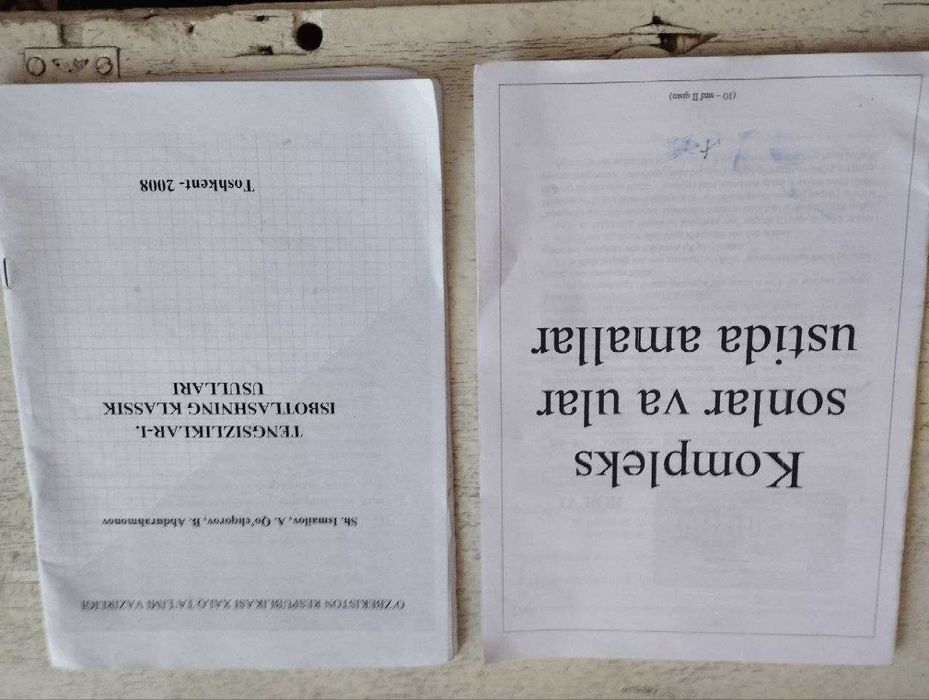 O'ZBEKISTON RESPUBLIKASI XALQ TA'LIMI VAZIRLIGI
Sh. Ismailov, A. Qo'chqorov, B. Abdurahmonov
TENGSIZLIKLAR-I.
ISBOTLASHNING KLASSIK
USULLARI
Toshkent- 2008
Kompleks
sonlar va ular
ustida amallar
(10 – sinf II qism)